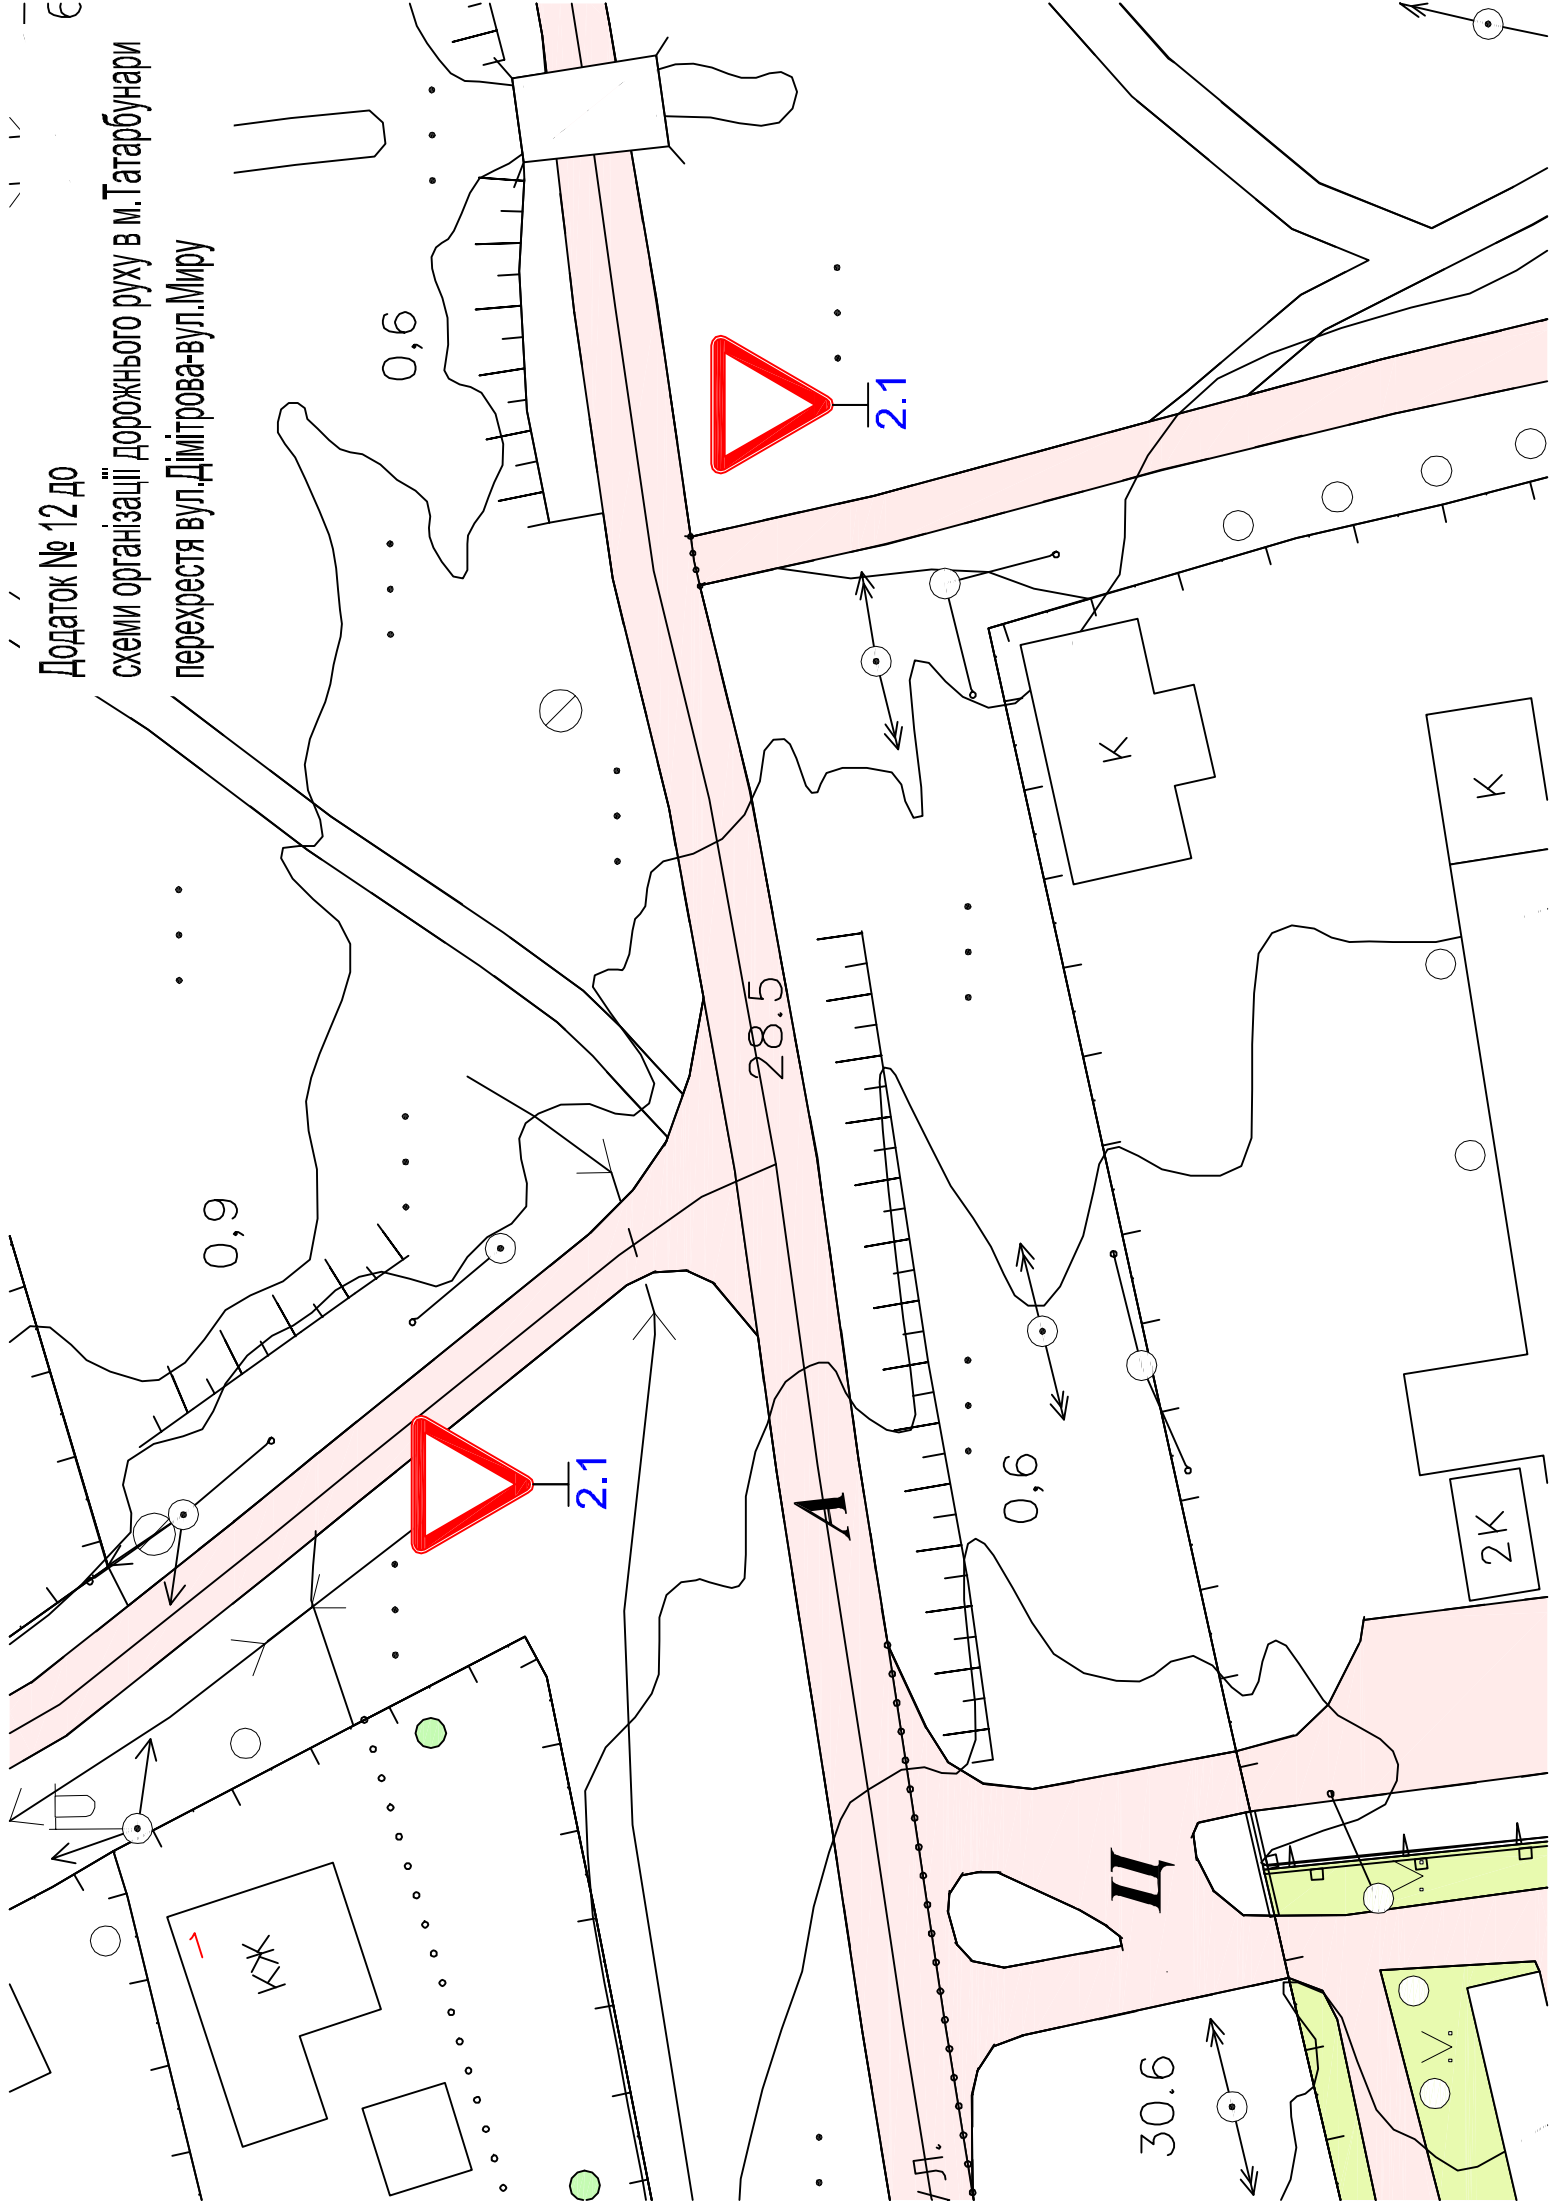 Додаток № 12 до
схеми організації дорожнього руху в м.Татарбунари
перехрестя вул.Дімітрова-вул.Миру
0,6
2.1
0,9
28.5
2.1
А
0,6
К
К
2К
Ц
КЖ
1
30.6